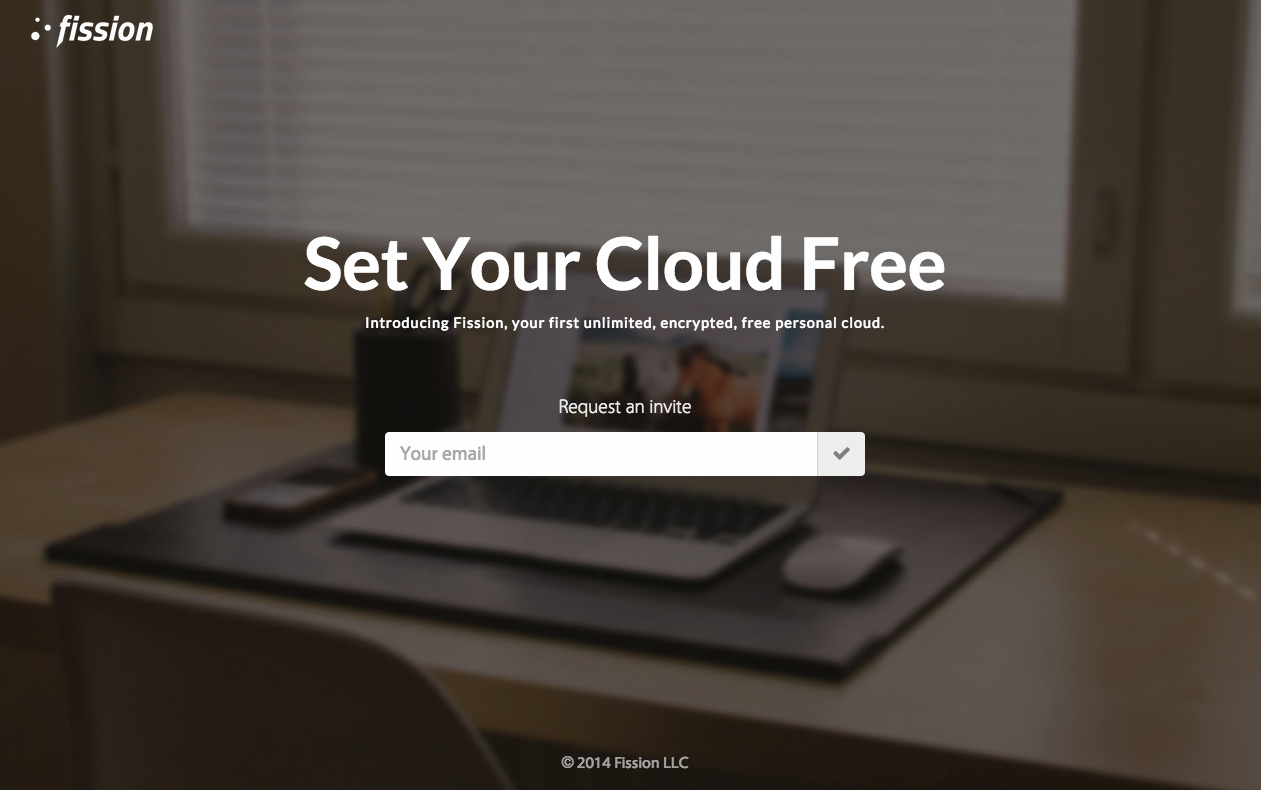 fission
Set Your Cloud Free
Introducing Fission, your first unlimited, encrypted, free personal cloud.
Request an invite
Your email
© 2014 Fission LLC